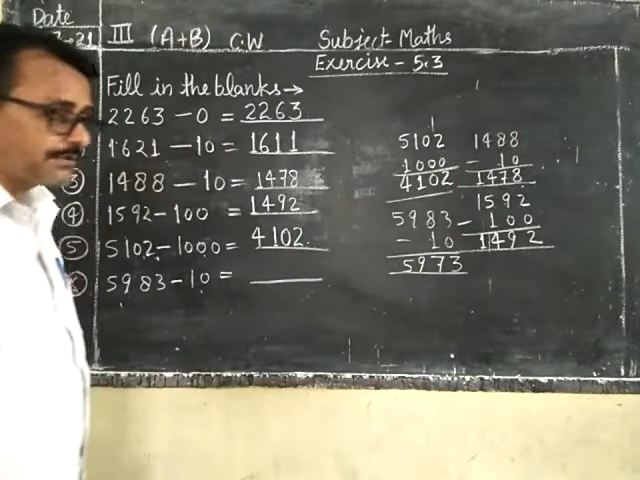 Date
21 III (A+B) C.W Subject- Maths
Exercise - 5.3
Fill in the blanks→
2263 - 0 = 2263
1621 - 10 = 1611
③ 1488 - 10 = 1478
④ 1592 - 100 = 1492
⑤ 5102 - 1000 = 4102.
5983 - 10 =
5102
1000
4102
1488
- 10
1478
1592
- 100
1492
5983
- 10
5973